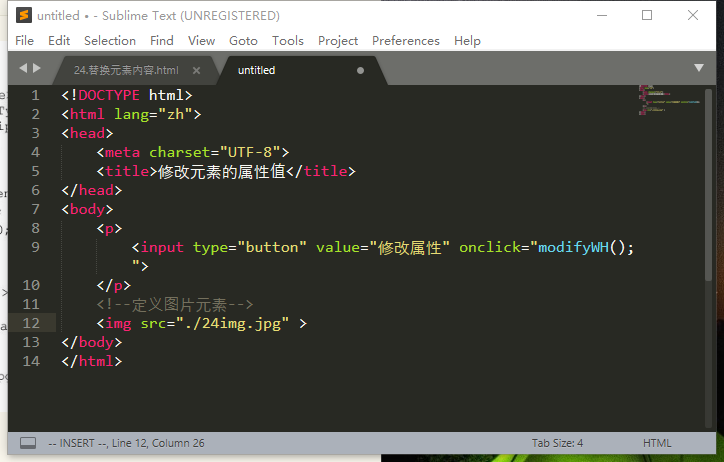 untitled • - Sublime Text (UNREGISTERED)
File Edit Selection Find View Goto Tools Project Preferences Help
24.替换元素内容.html × untitled
1 <!DOCTYPE html>
2 <html lang="zh">
3 <head>
4 <meta charset="UTF-8">
5 <title>修改元素的属性值</title>
6 </head>
7 <body>
8 <p>
9 <input type="button" value="修改属性" onclick="modifyWH();
">
10 </p>
11 <!--定义图片元素-->
12 <img src="./24img.jpg" >
13 </body>
14 </html>
-- INSERT --, Line 12, Column 26 Tab Size: 4 HTML